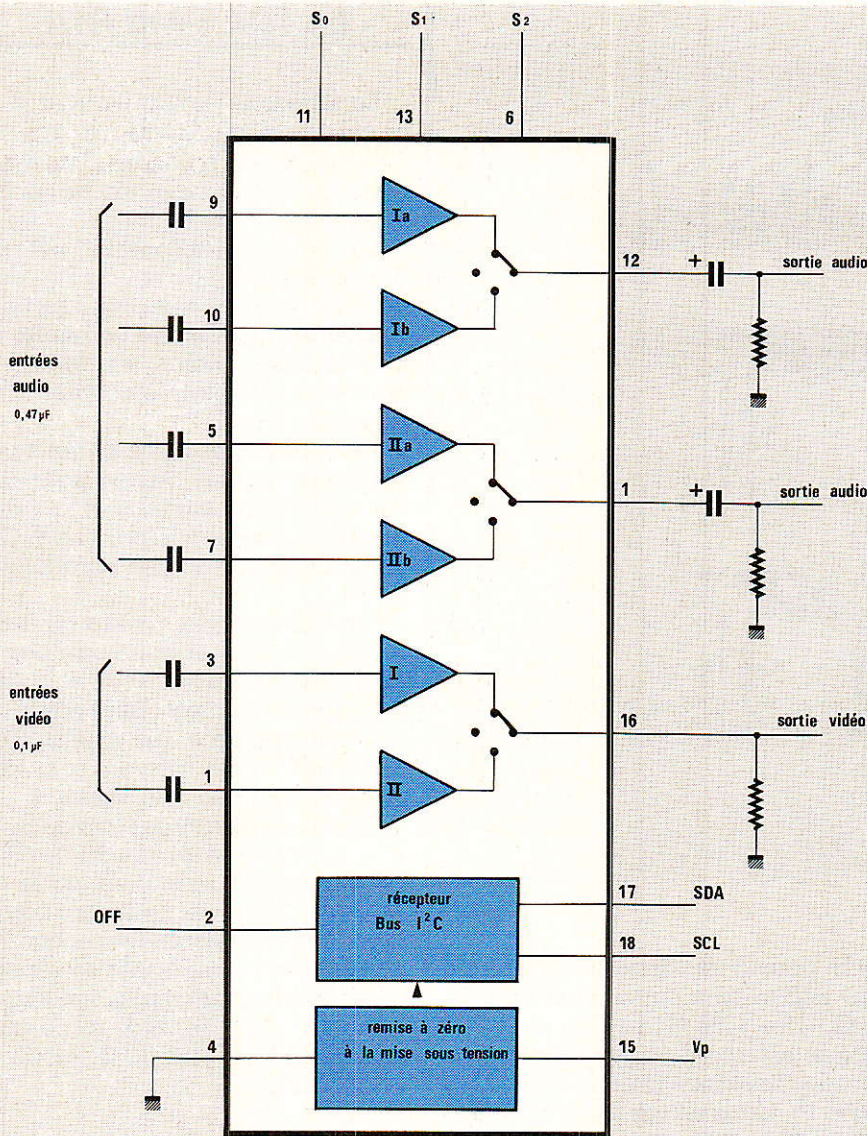 S0 S1 S2
11 13 6
9
Ia
12
+
sortie audio
10
Ib
entrées
audio
0,47 µF
5
IIa
1
+
sortie audio
7
IIb
3
I
entrées
vidéo
0,1 µF
16
sortie vidéo
1
II
récepteur
Bus I²C
17 SDA
OFF 2
18 SCL
remise à zéro
à la mise sous tension
4
15 Vp